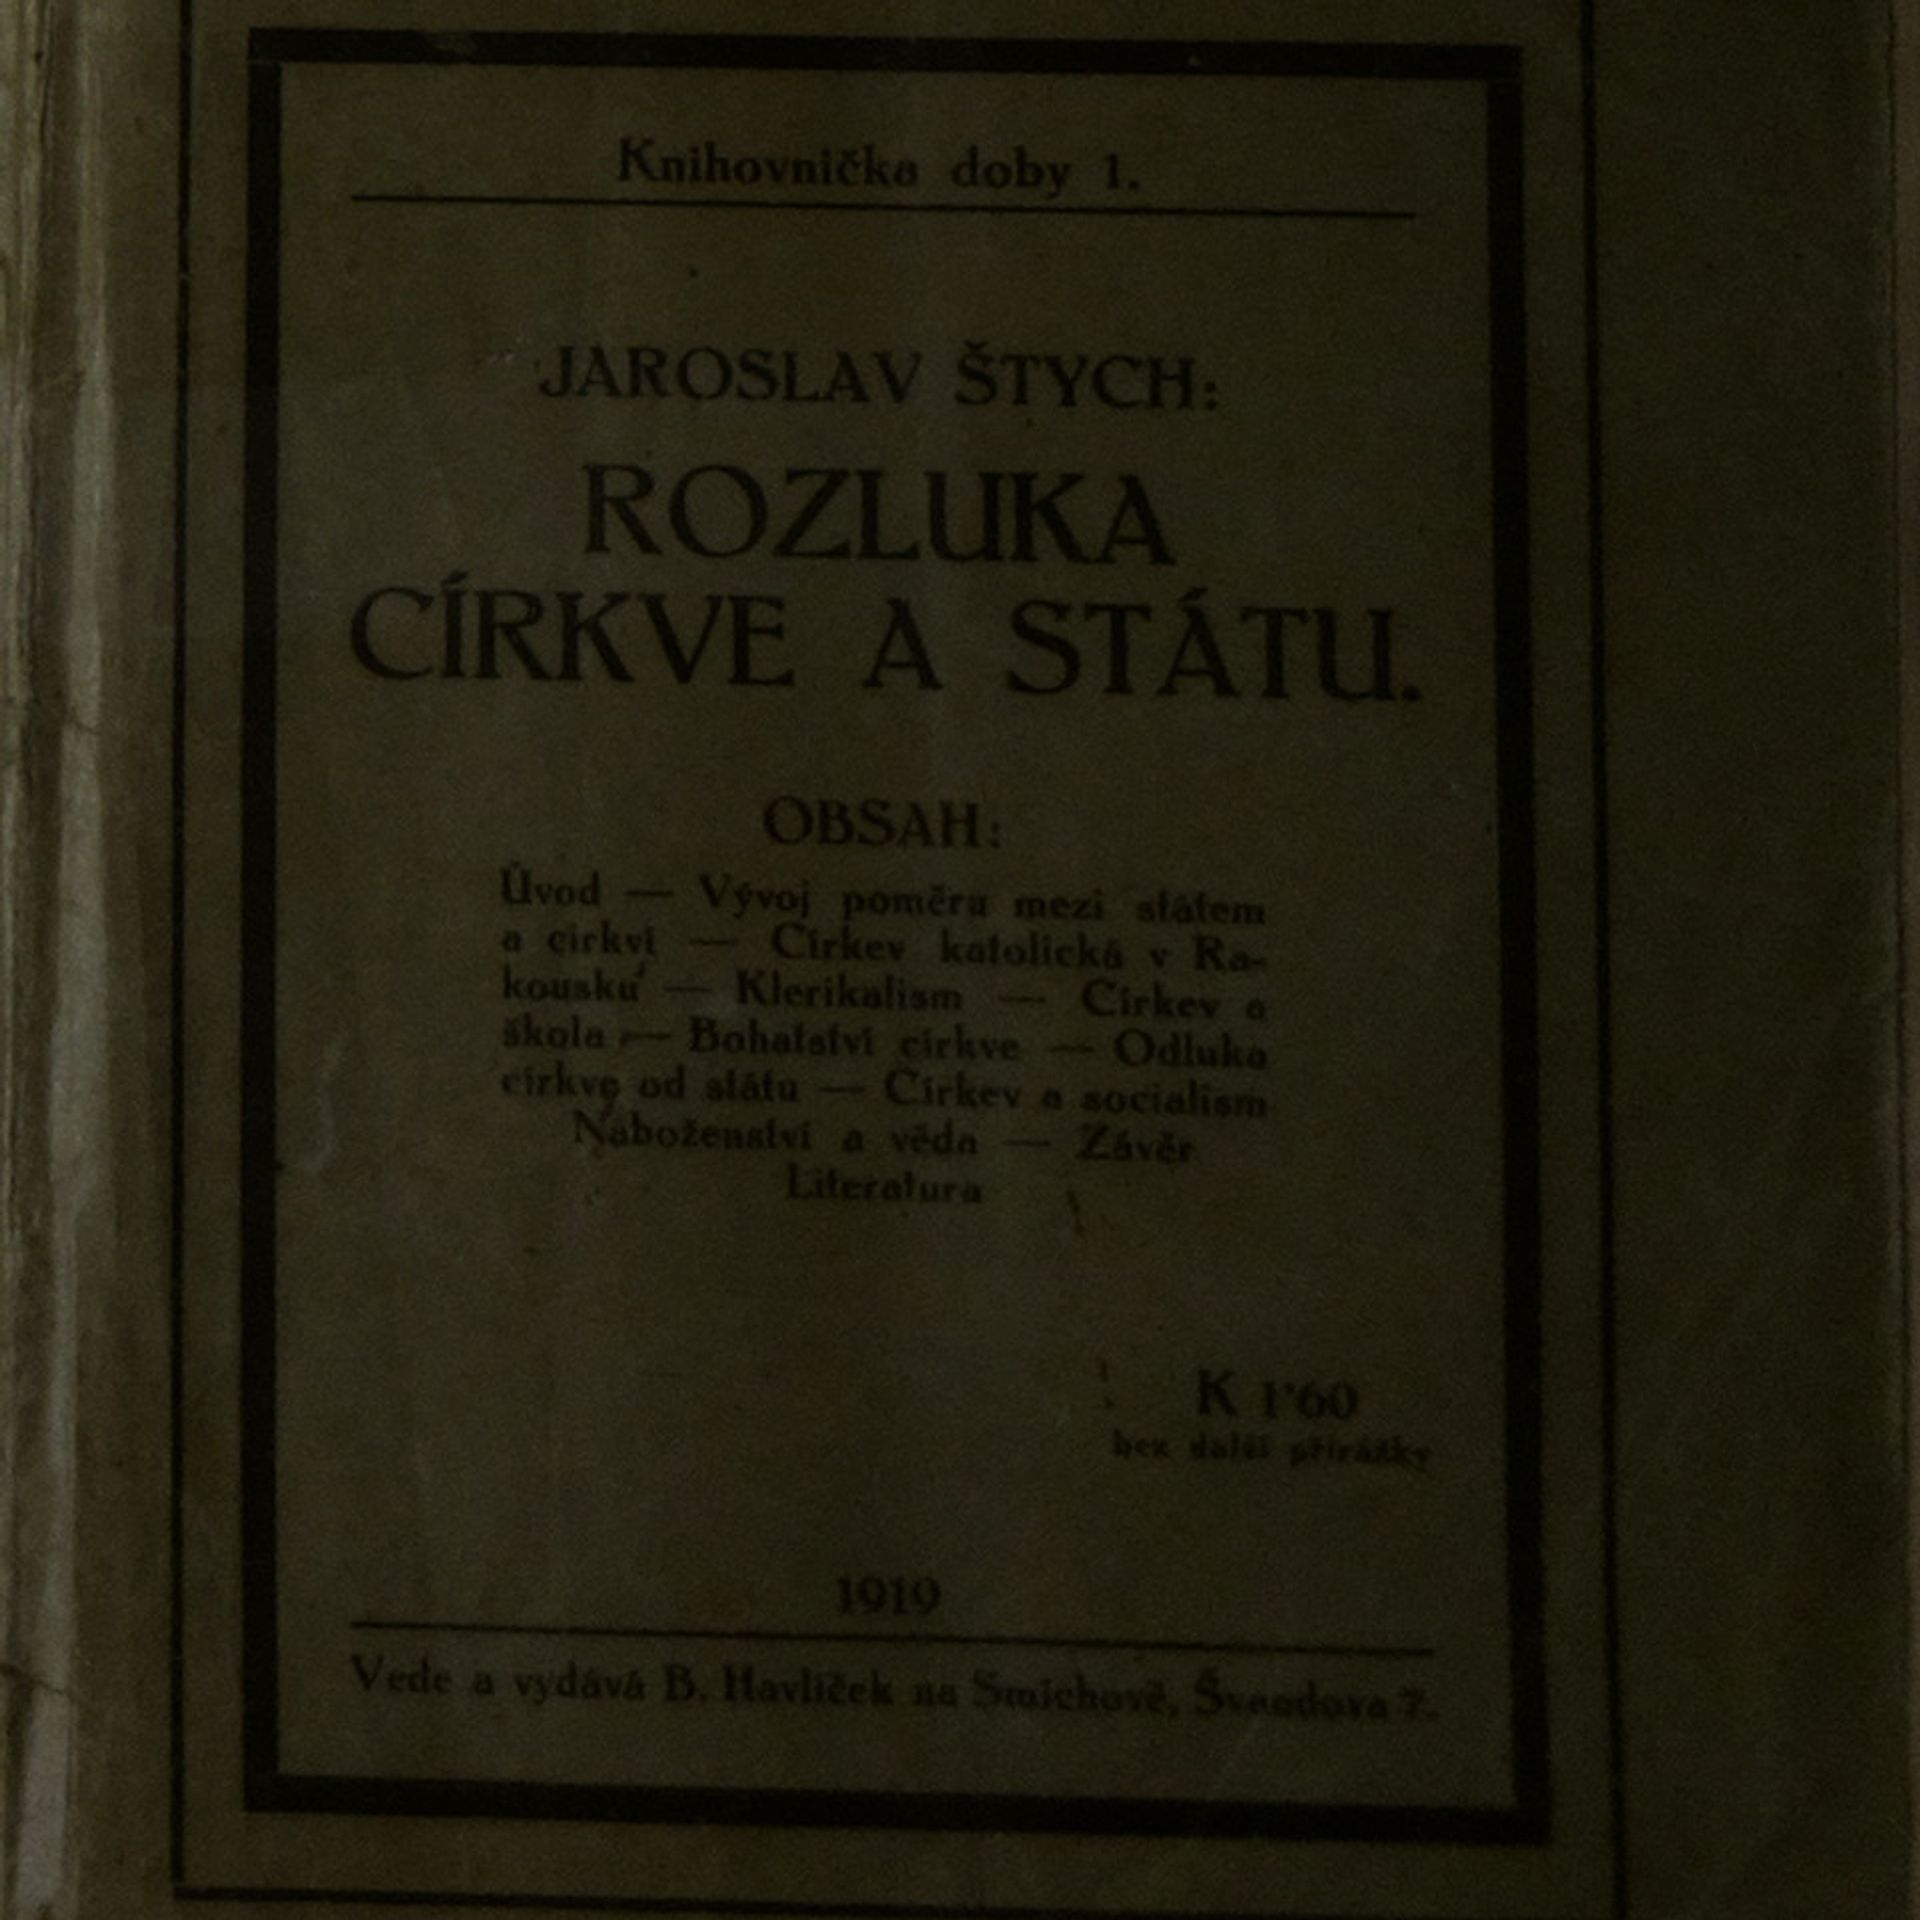 Knihovnička doby 1.
JAROSLAV ŠTYCH:
ROZLUKA
CÍRKVE A STÁTU.
OBSAH:
Úvod — Vývoj poměru mezi státem
a církví — Církev katolická v Ra-
kousku — Klerikalism — Církev a
škola — Bohatství církve — Odluka
církve od státu — Církev a socialism
Náboženství a věda — Závěr
Literatura
K 1'60
bez další přirážky
1919
Vede a vydává B. Havlíček na Smíchově, Švandova 7.